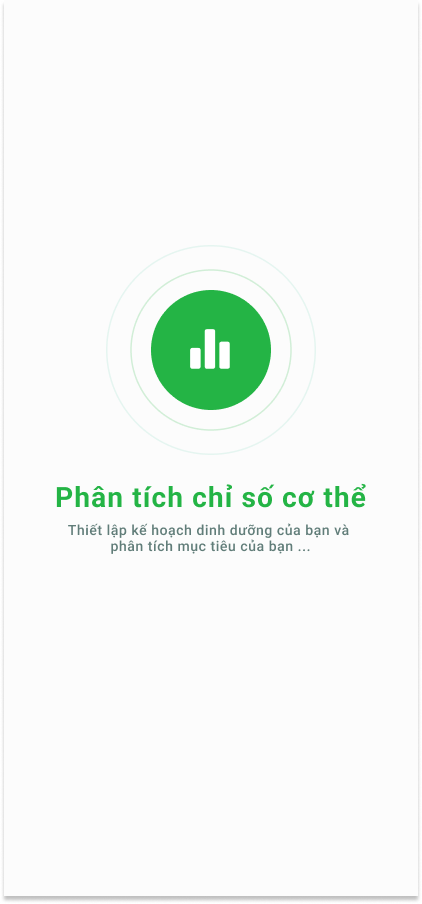 Phân tích chỉ số cơ thể
Thiết lập kế hoạch dinh dưỡng của bạn và
phân tích mục tiêu của bạn ...